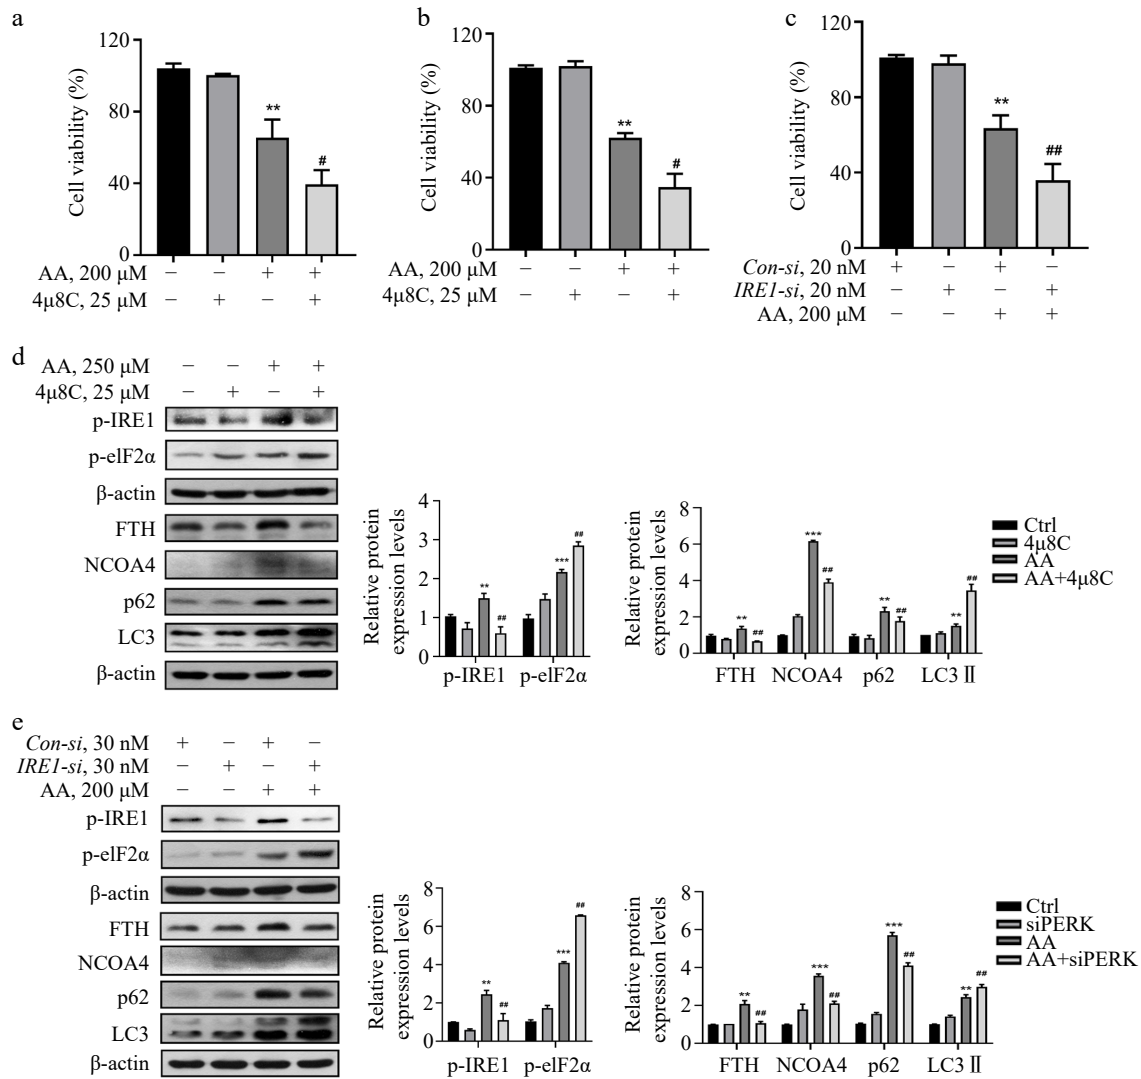 a
120
80
40
0
Cell viability (%)
**
#
AA, 200 μM − − + +
4μ8C, 25 μM − + − +
b
120
80
40
0
Cell viability (%)
**
#
AA, 200 μM − − + +
4μ8C, 25 μM − + − +
c
120
80
40
0
Cell viability (%)
**
##
Con-si, 20 nM + − + −
IRE1-si, 20 nM − + − +
AA, 200 μM − − + +
d
AA, 250 μM − − + +
4μ8C, 25 μM − + − +
p-IRE1
p-elF2α
β-actin
FTH
NCOA4
p62
LC3
β-actin
Relative protein
expression levels
4
3
2
1
0
** ## *** ##
p-IRE1 p-elF2α
Relative protein
expression levels
8
6
4
2
0
** ## *** ## ** ## ** ##
FTH NCOA4 p62 LC3 Ⅱ
Ctrl
4μ8C
AA
AA+4μ8C
e
Con-si, 30 nM + − + −
IRE1-si, 30 nM − + − +
AA, 200 μM − − + +
p-IRE1
p-elF2α
β-actin
FTH
NCOA4
p62
LC3
β-actin
Relative protein
expression levels
8
6
4
2
0
** ## *** ##
p-IRE1 p-elF2α
Relative protein
expression levels
8
6
4
2
0
** ## *** ## *** ## ** ##
FTH NCOA4 p62 LC3 Ⅱ
Ctrl
siPERK
AA
AA+siPERK